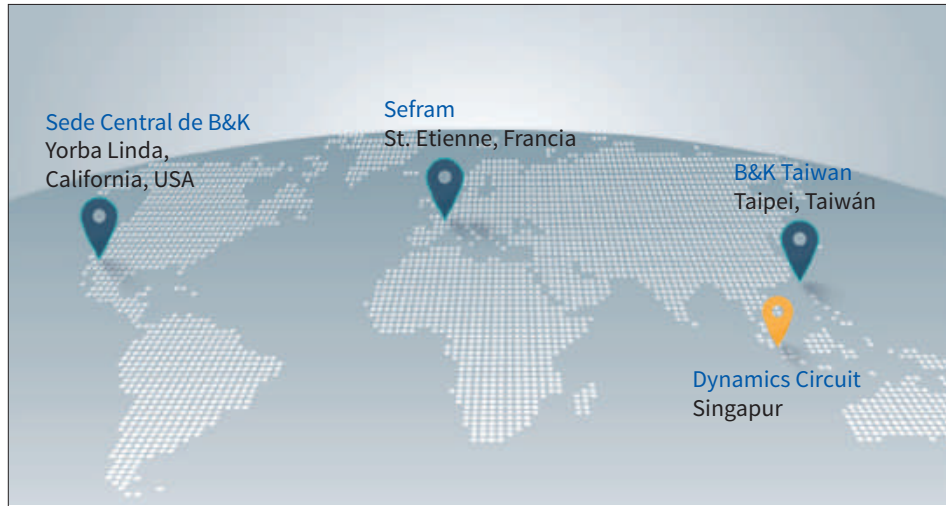 Sede Central de B&K
Yorba Linda,
California, USA
Sefram
St. Etienne, Francia
B&K Taiwan
Taipei, Taiwán
Dynamics Circuit
Singapur